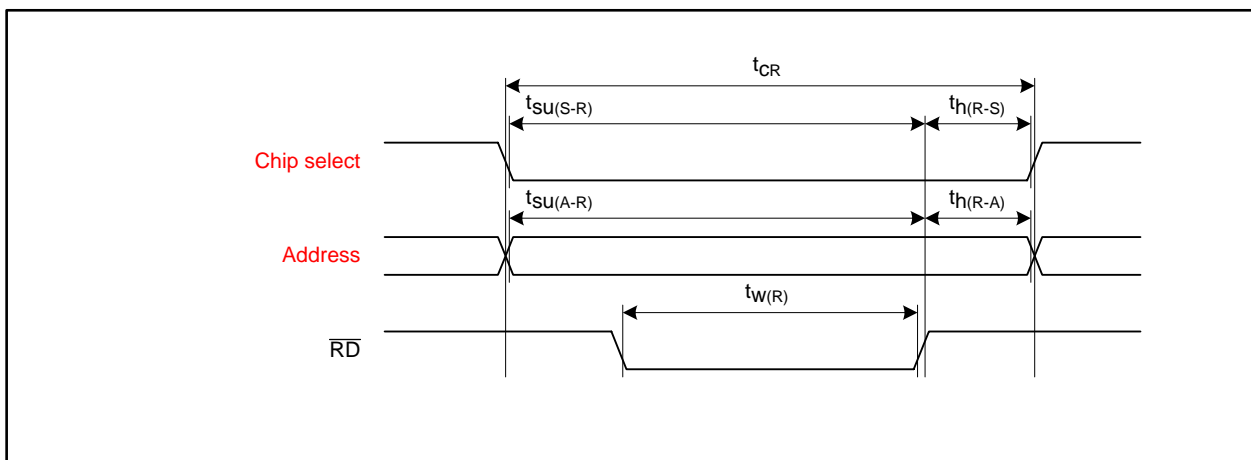 tCR
tsu(S-R) th(R-S)
Chip select
tsu(A-R) th(R-A)
Address
tw(R)
RD